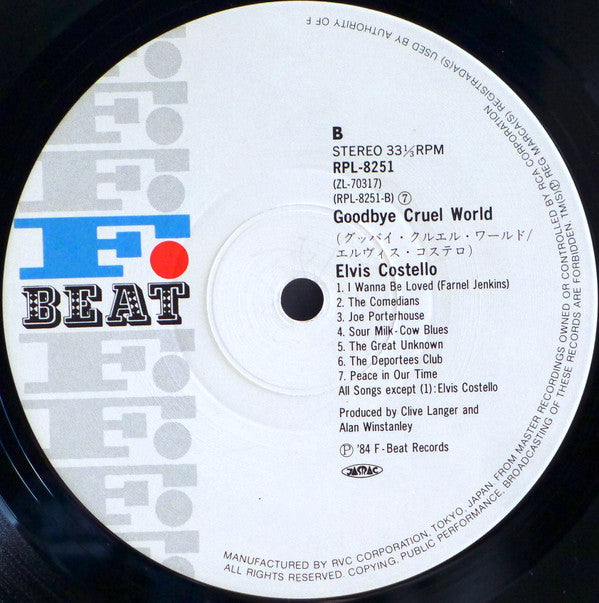 B
STEREO 33⅓RPM
RPL-8251
(ZL-70317)
(RPL-8251-B) ⑦
Goodbye Cruel World
(グッバイ・クルエル・ワールド/
エルヴィス・コステロ)
Elvis Costello
1. I Wanna Be Loved (Farnel Jenkins)
2. The Comedians
3. Joe Porterhouse
4. Sour Milk-Cow Blues
5. The Great Unknown
6. The Deportees Club
7. Peace in Our Time
All Songs except (1): Elvis Costello
Produced by Clive Langer and
Alan Winstanley
Ⓟ '84 F-Beat Records
JASRAC
F.
BEAT
MANUFACTURED BY RVC CORPORATION, TOKYO, JAPAN. FROM MASTER RECORDINGS OWNED OR CONTROLLED BY RCA CORPORATION
ALL RIGHTS RESERVED. COPYING, PUBLIC PERFORMANCE, BROADCASTING OF THESE RECORDS ARE FORBIDDEN. TM(S) Ⓡ REG MARCA(S) REGISTRADA(S) USED BY AUTHORITY OF F